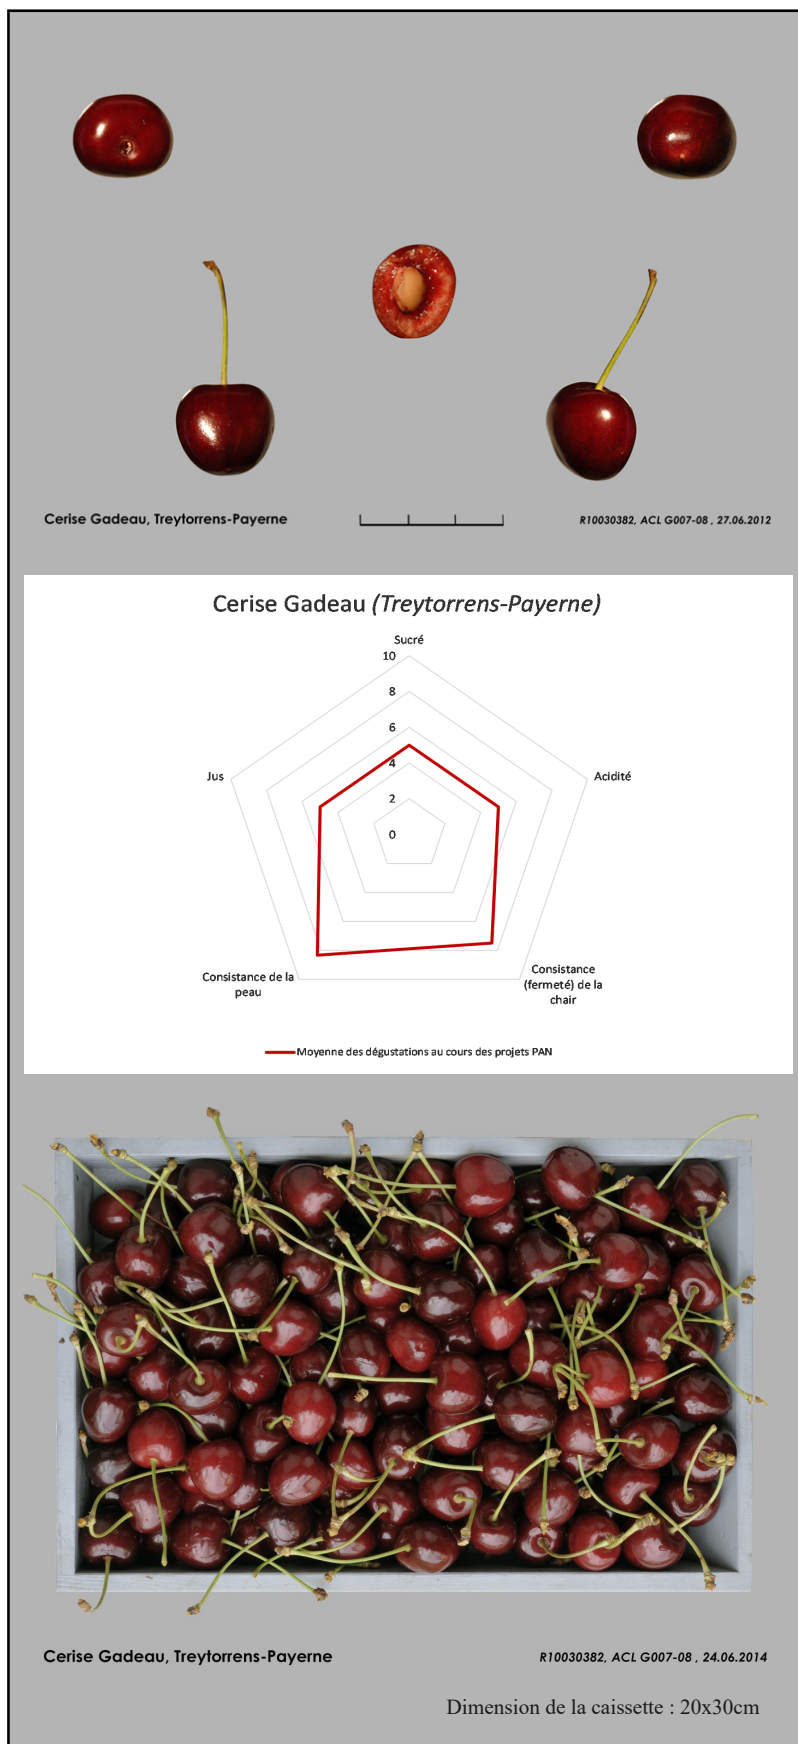 Cerise Gadeau, Treytorrens-Payerne
R10030382, ACL G007-08 , 27.06.2012
Cerise Gadeau (Treytorrens-Payerne)
Sucré
10
8
6
4
2
0
Jus
Acidité
Consistance de la
peau
Consistance
(fermeté) de la
chair
Moyenne des dégustations au cours des projets PAN
Cerise Gadeau, Treytorrens-Payerne
R10030382, ACL G007-08 , 24.06.2014
Dimension de la caissette : 20x30cm